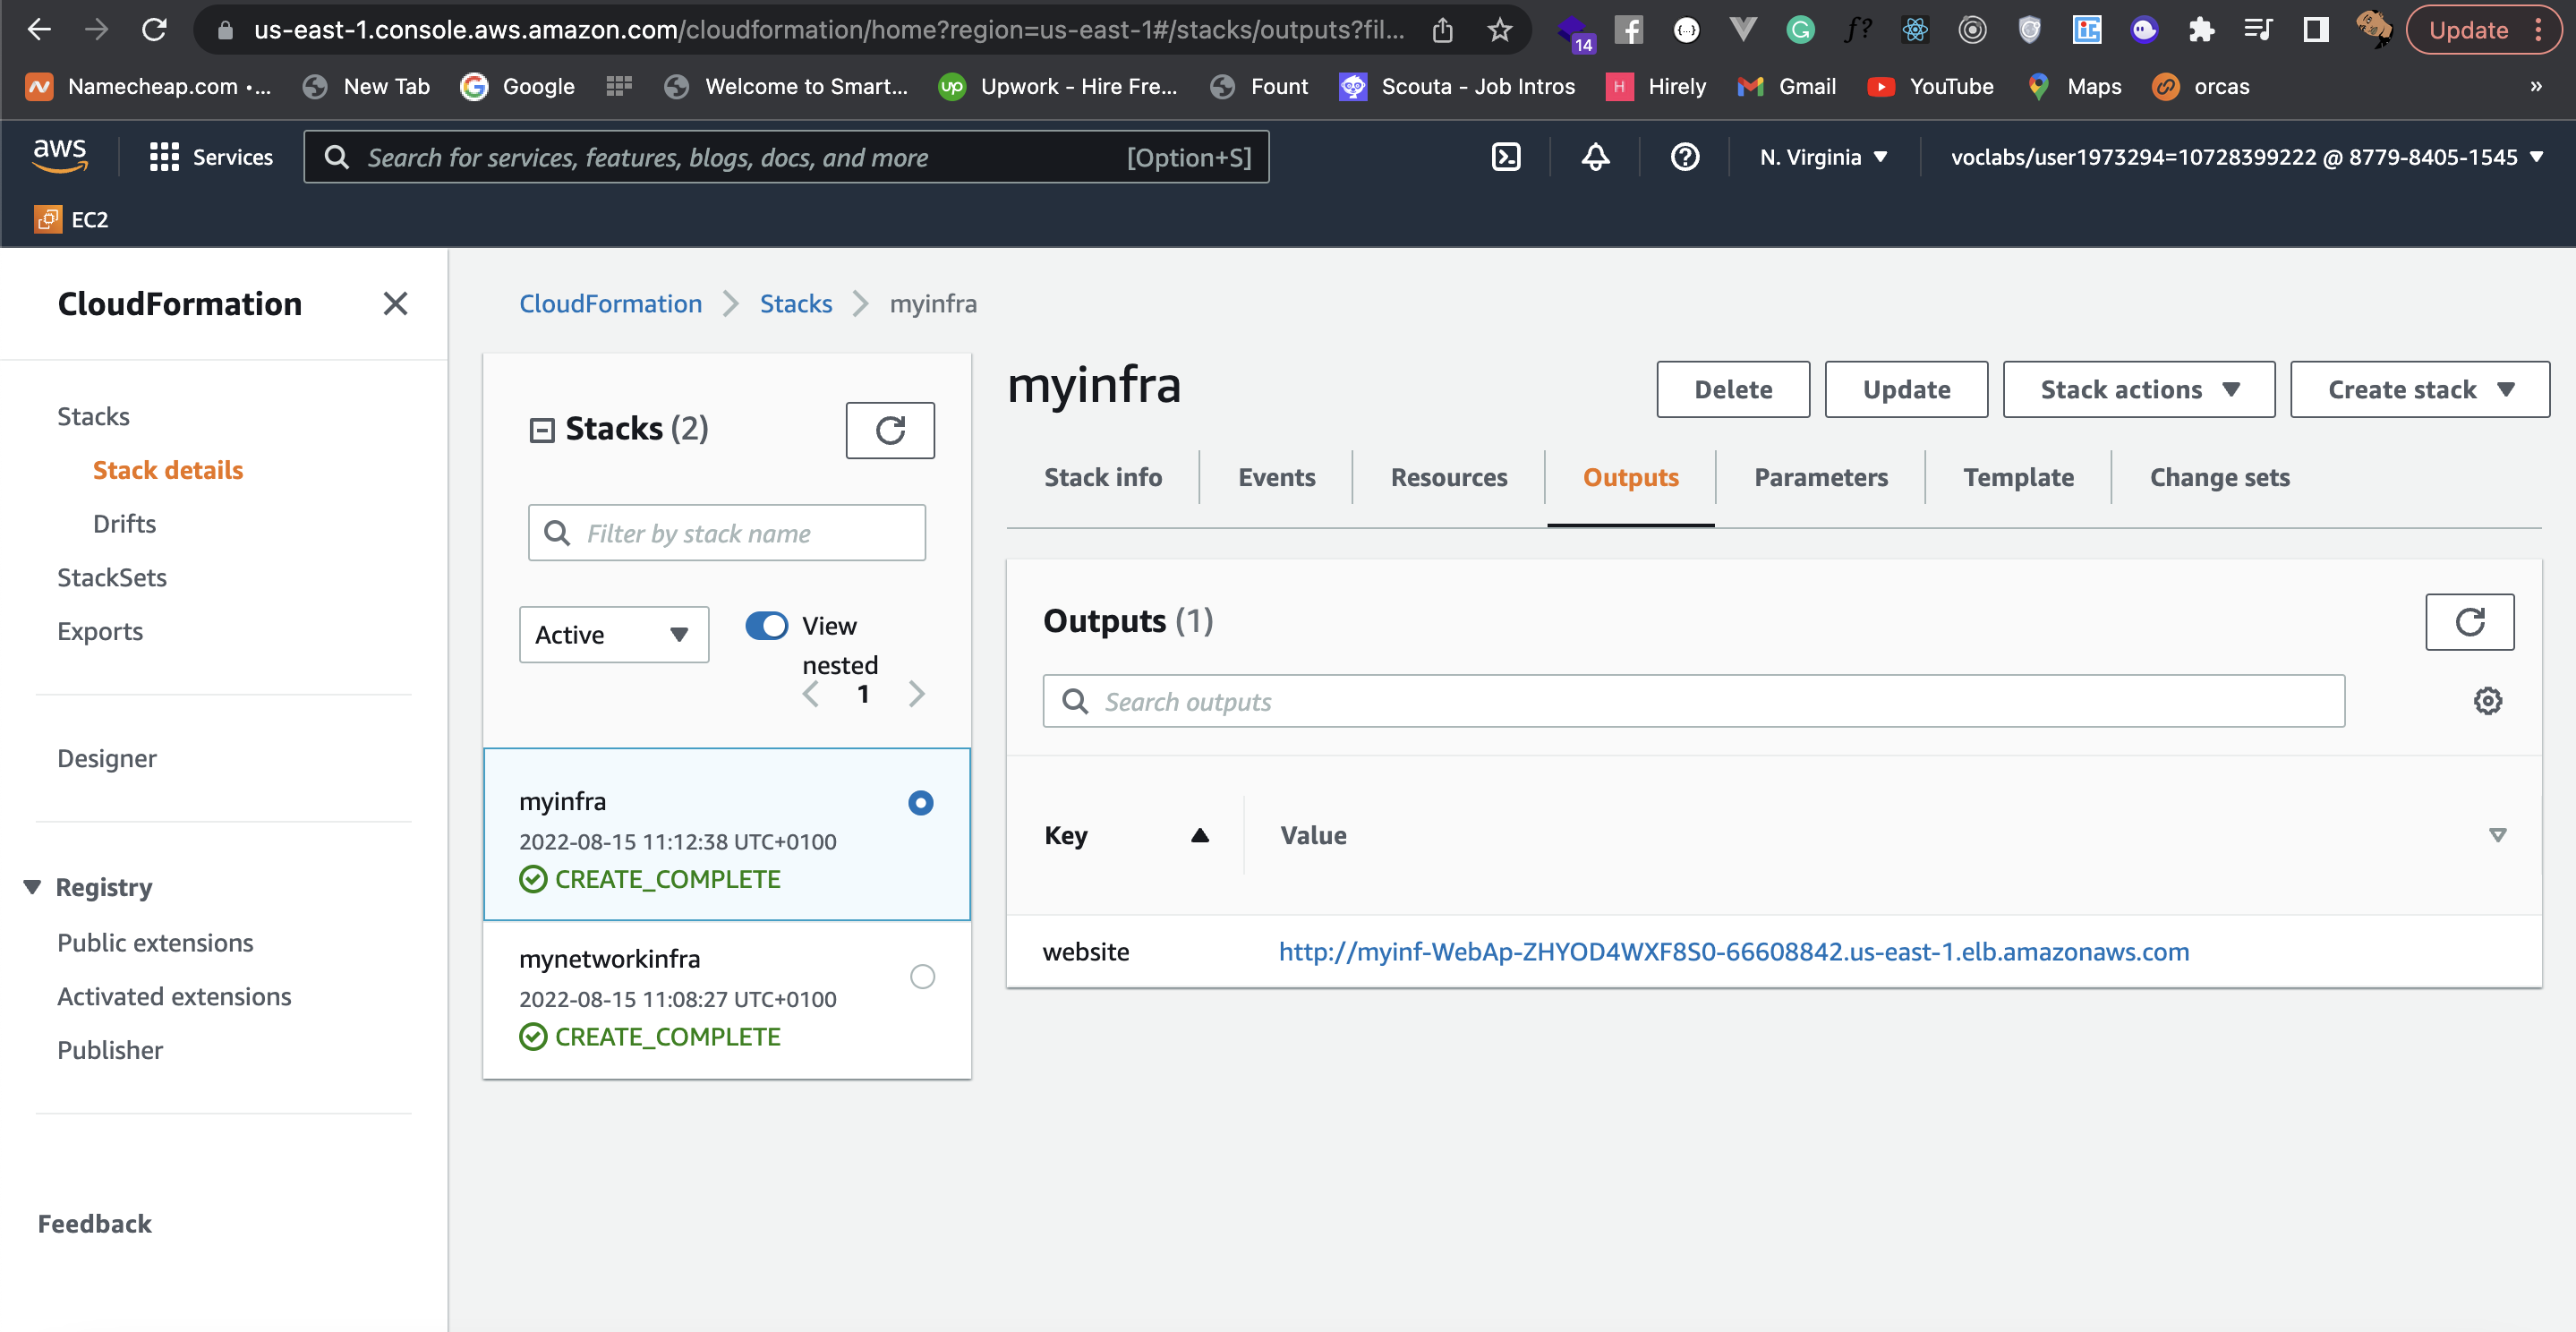 us-east-1.console.aws.amazon.com/cloudformation/home?region=us-east-1#/stacks/outputs?fil...
14
Update
Namecheap.com •...
New Tab
Google
Welcome to Smart...
up
Upwork - Hire Fre...
Fount
Scouta - Job Intros
H
Hirely
Gmail
YouTube
Maps
orcas
»
aws
Services
Search for services, features, blogs, docs, and more
[Option+S]
N. Virginia
voclabs/user1973294=10728399222 @ 8779-8405-1545
EC2
CloudFormation
Stacks
Stack details
Drifts
StackSets
Exports
Designer
Registry
Public extensions
Activated extensions
Publisher
Feedback
CloudFormation > Stacks > myinfra
Stacks (2)
Filter by stack name
Active
View
nested
1
myinfra
2022-08-15 11:12:38 UTC+0100
CREATE_COMPLETE
mynetworkinfra
2022-08-15 11:08:27 UTC+0100
CREATE_COMPLETE
myinfra
Delete
Update
Stack actions
Create stack
Stack info
Events
Resources
Outputs
Parameters
Template
Change sets
Outputs (1)
Search outputs
Key
Value
website
http://myinf-WebAp-ZHYOD4WXF8S0-66608842.us-east-1.elb.amazonaws.com